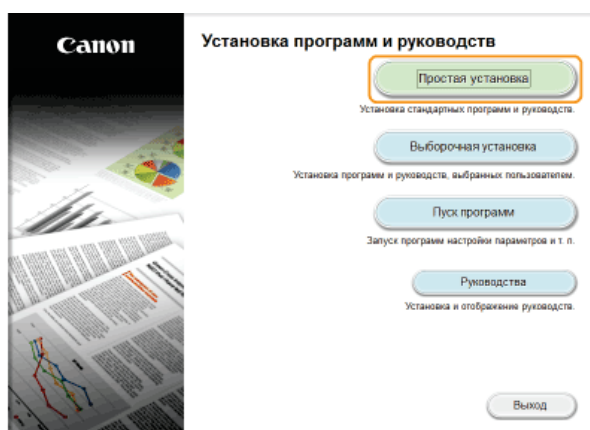 Canon
Установка программ и руководств
Простая установка
Установка стандартных программ и руководств.
Выборочная установка
Установка программ и руководств, выбранных пользователем.
Пуск программ
Запуск программ настройки параметров и т. п.
Руководства
Установка и отображение руководств.
Выход